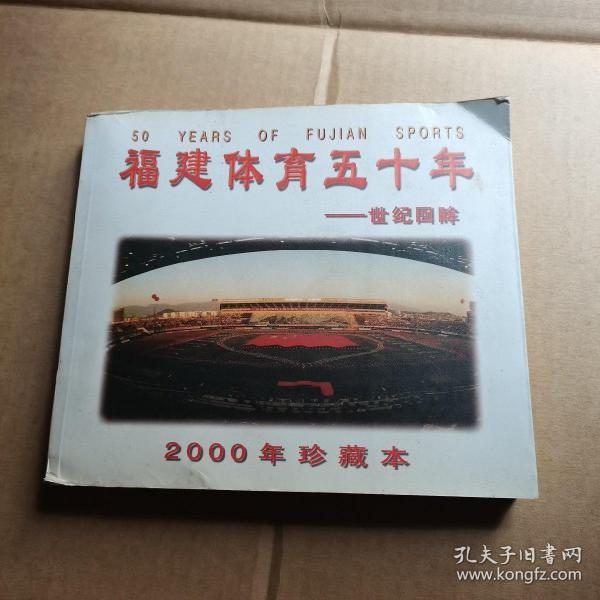 50 YEARS OF FUJIAN SPORTS
福建体育五十年
——世纪回眸
2000年珍藏本
孔夫子旧书网
www.kongfz.com